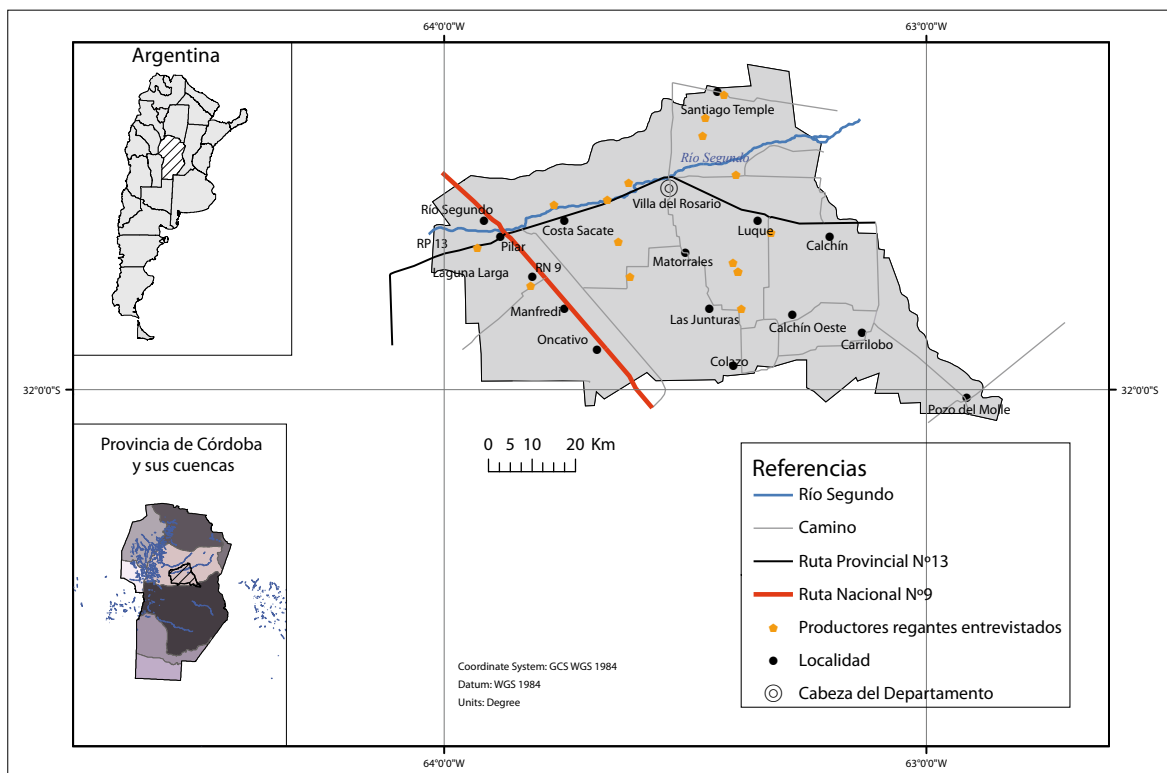 64°0'0"W
63°0'0"W
Argentina
Santiago Temple
Río Segundo
Villa del Rosario
Río Segundo
Costa Sacate
Luque
RP 13
Pilar
Calchín
Matorrales
Laguna Larga
RN 9
Manfredi
Las Junturas
Calchín Oeste
Oncativo
Carrilobo
Colazo
32°0'0"S
32°0'0"S
Pozo del Molle
Provincia de Córdoba
y sus cuencas
0 5 10 20 Km
Referencias
Río Segundo
Camino
Ruta Provincial Nº13
Ruta Nacional Nº9
Productores regantes entrevistados
Localidad
Cabeza del Departamento
Coordinate System: GCS WGS 1984
Datum: WGS 1984
Units: Degree
64°0'0"W
63°0'0"W